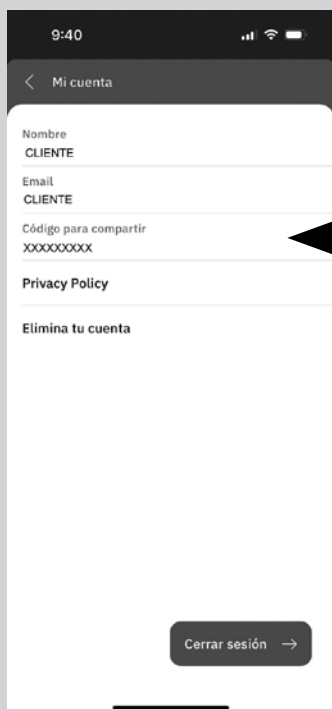 9:40
Mi cuenta
Nombre
CLIENTE
Email
CLIENTE
Código para compartir
XXXXXXXXX
Privacy Policy
Elimina tu cuenta
Cerrar sesión